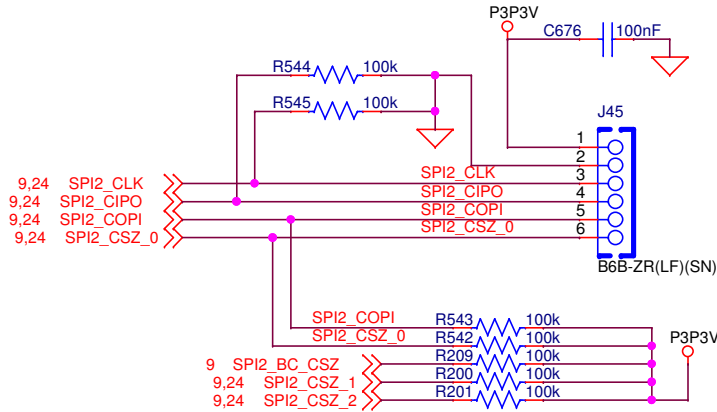 P3P3V
C676 100nF
R544 100k
R545 100k
J45
1
2
9,24 SPI2_CLK SPI2_CLK 3
9,24 SPI2_CIPO SPI2_CIPO 4
9,24 SPI2_COPI SPI2_COPI 5
9,24 SPI2_CSZ_0 SPI2_CSZ_0 6
B6B-ZR(LF)(SN)
SPI2_COPI R543 100k
SPI2_CSZ_0 R542 100k
P3P3V
9 SPI2_BC_CSZ R209 100k
9,24 SPI2_CSZ_1 R200 100k
9,24 SPI2_CSZ_2 R201 100k